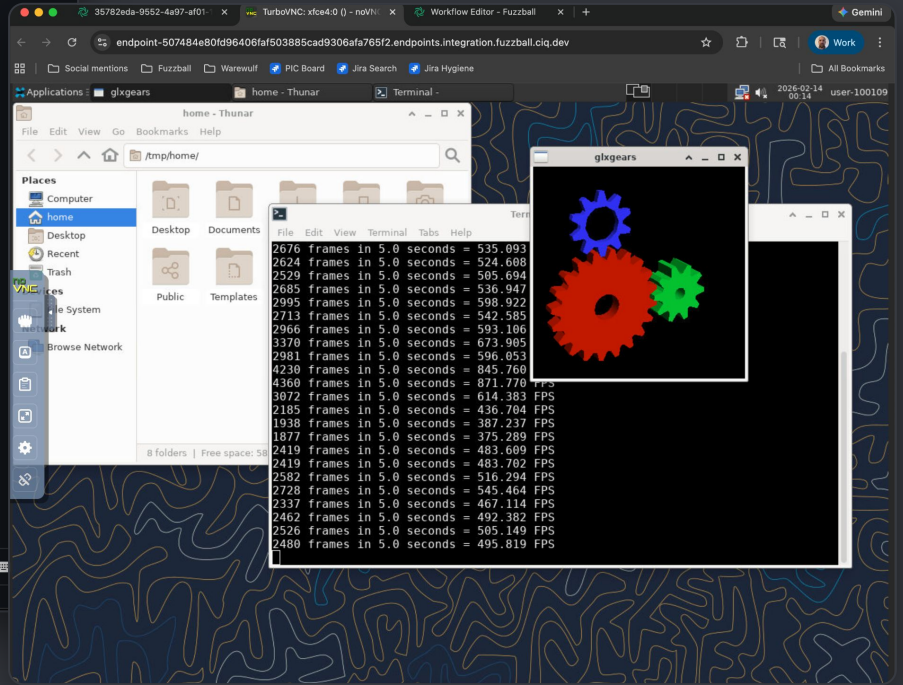 35782eda-9552-4a97-af01-1
TurboVNC: xfce4:0 () - noVNC
Workflow Editor - Fuzzball
Gemini
endpoint-507484e80fd96406faf503885cad9306afa765f2.endpoints.integration.fuzzball.ciq.dev
Work
Social mentions
Fuzzball
Warewulf
PIC Board
Jira Search
Jira Hygiene
All Bookmarks
Applications
glxgears
home - Thunar
Terminal -
2026-02-14
00:14
user-100109
home - Thunar
File Edit View Go Bookmarks Help
/tmp/home/
Places
Computer
home
Desktop
Recent
Trash
ces
le System
Network
Browse Network
Desktop
Documents
Public
Templates
8 folders | Free space: 58
noVNC
glxgears
Term
File Edit View Terminal Tabs Help
2676 frames in 5.0 seconds = 535.093
2624 frames in 5.0 seconds = 524.608
2529 frames in 5.0 seconds = 505.694
2685 frames in 5.0 seconds = 536.947
2995 frames in 5.0 seconds = 598.922
2713 frames in 5.0 seconds = 542.585
2966 frames in 5.0 seconds = 593.106
3370 frames in 5.0 seconds = 673.905
2981 frames in 5.0 seconds = 596.053
4230 frames in 5.0 seconds = 845.760
4360 frames in 5.0 seconds = 871.770 FPS
3072 frames in 5.0 seconds = 614.383 FPS
2185 frames in 5.0 seconds = 436.704 FPS
1938 frames in 5.0 seconds = 387.237 FPS
1877 frames in 5.0 seconds = 375.289 FPS
2419 frames in 5.0 seconds = 483.609 FPS
2419 frames in 5.0 seconds = 483.702 FPS
2582 frames in 5.0 seconds = 516.294 FPS
2728 frames in 5.0 seconds = 545.464 FPS
2337 frames in 5.0 seconds = 467.114 FPS
2462 frames in 5.0 seconds = 492.382 FPS
2526 frames in 5.0 seconds = 505.149 FPS
2480 frames in 5.0 seconds = 495.819 FPS